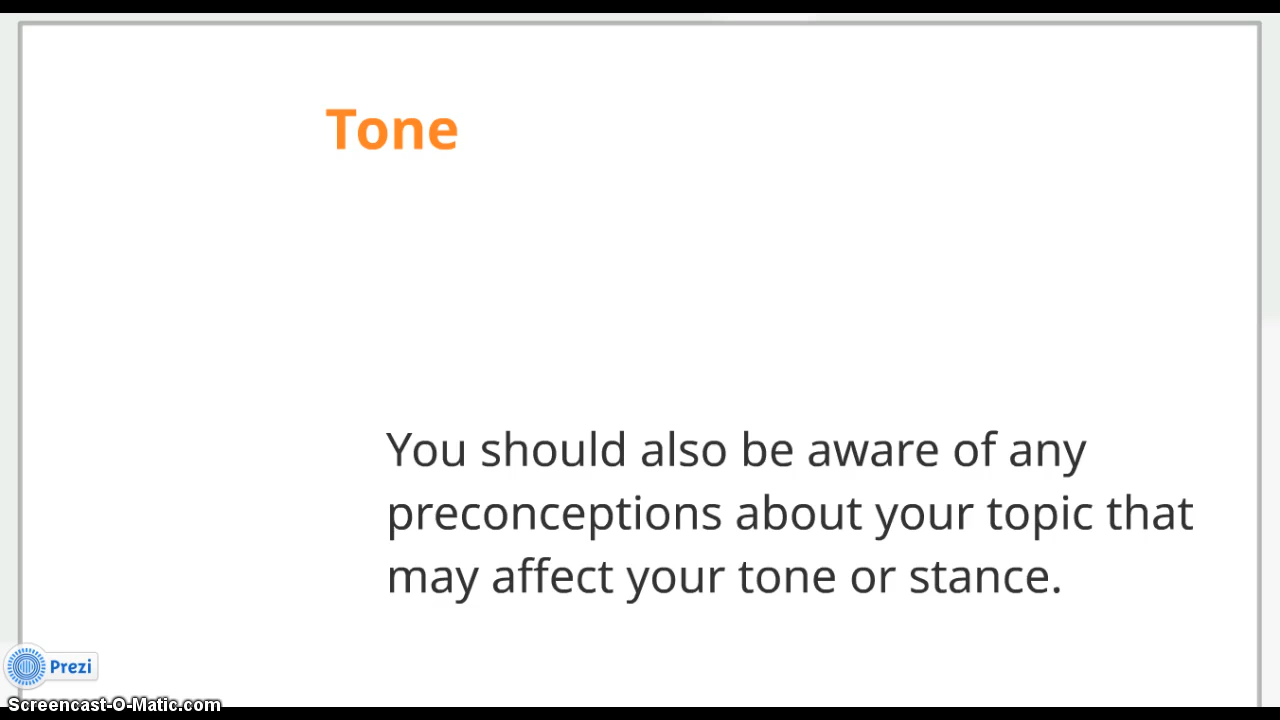 Tone
You should also be aware of any
preconceptions about your topic that
may affect your tone or stance.
Prezi
Screencast-O-Matic.com